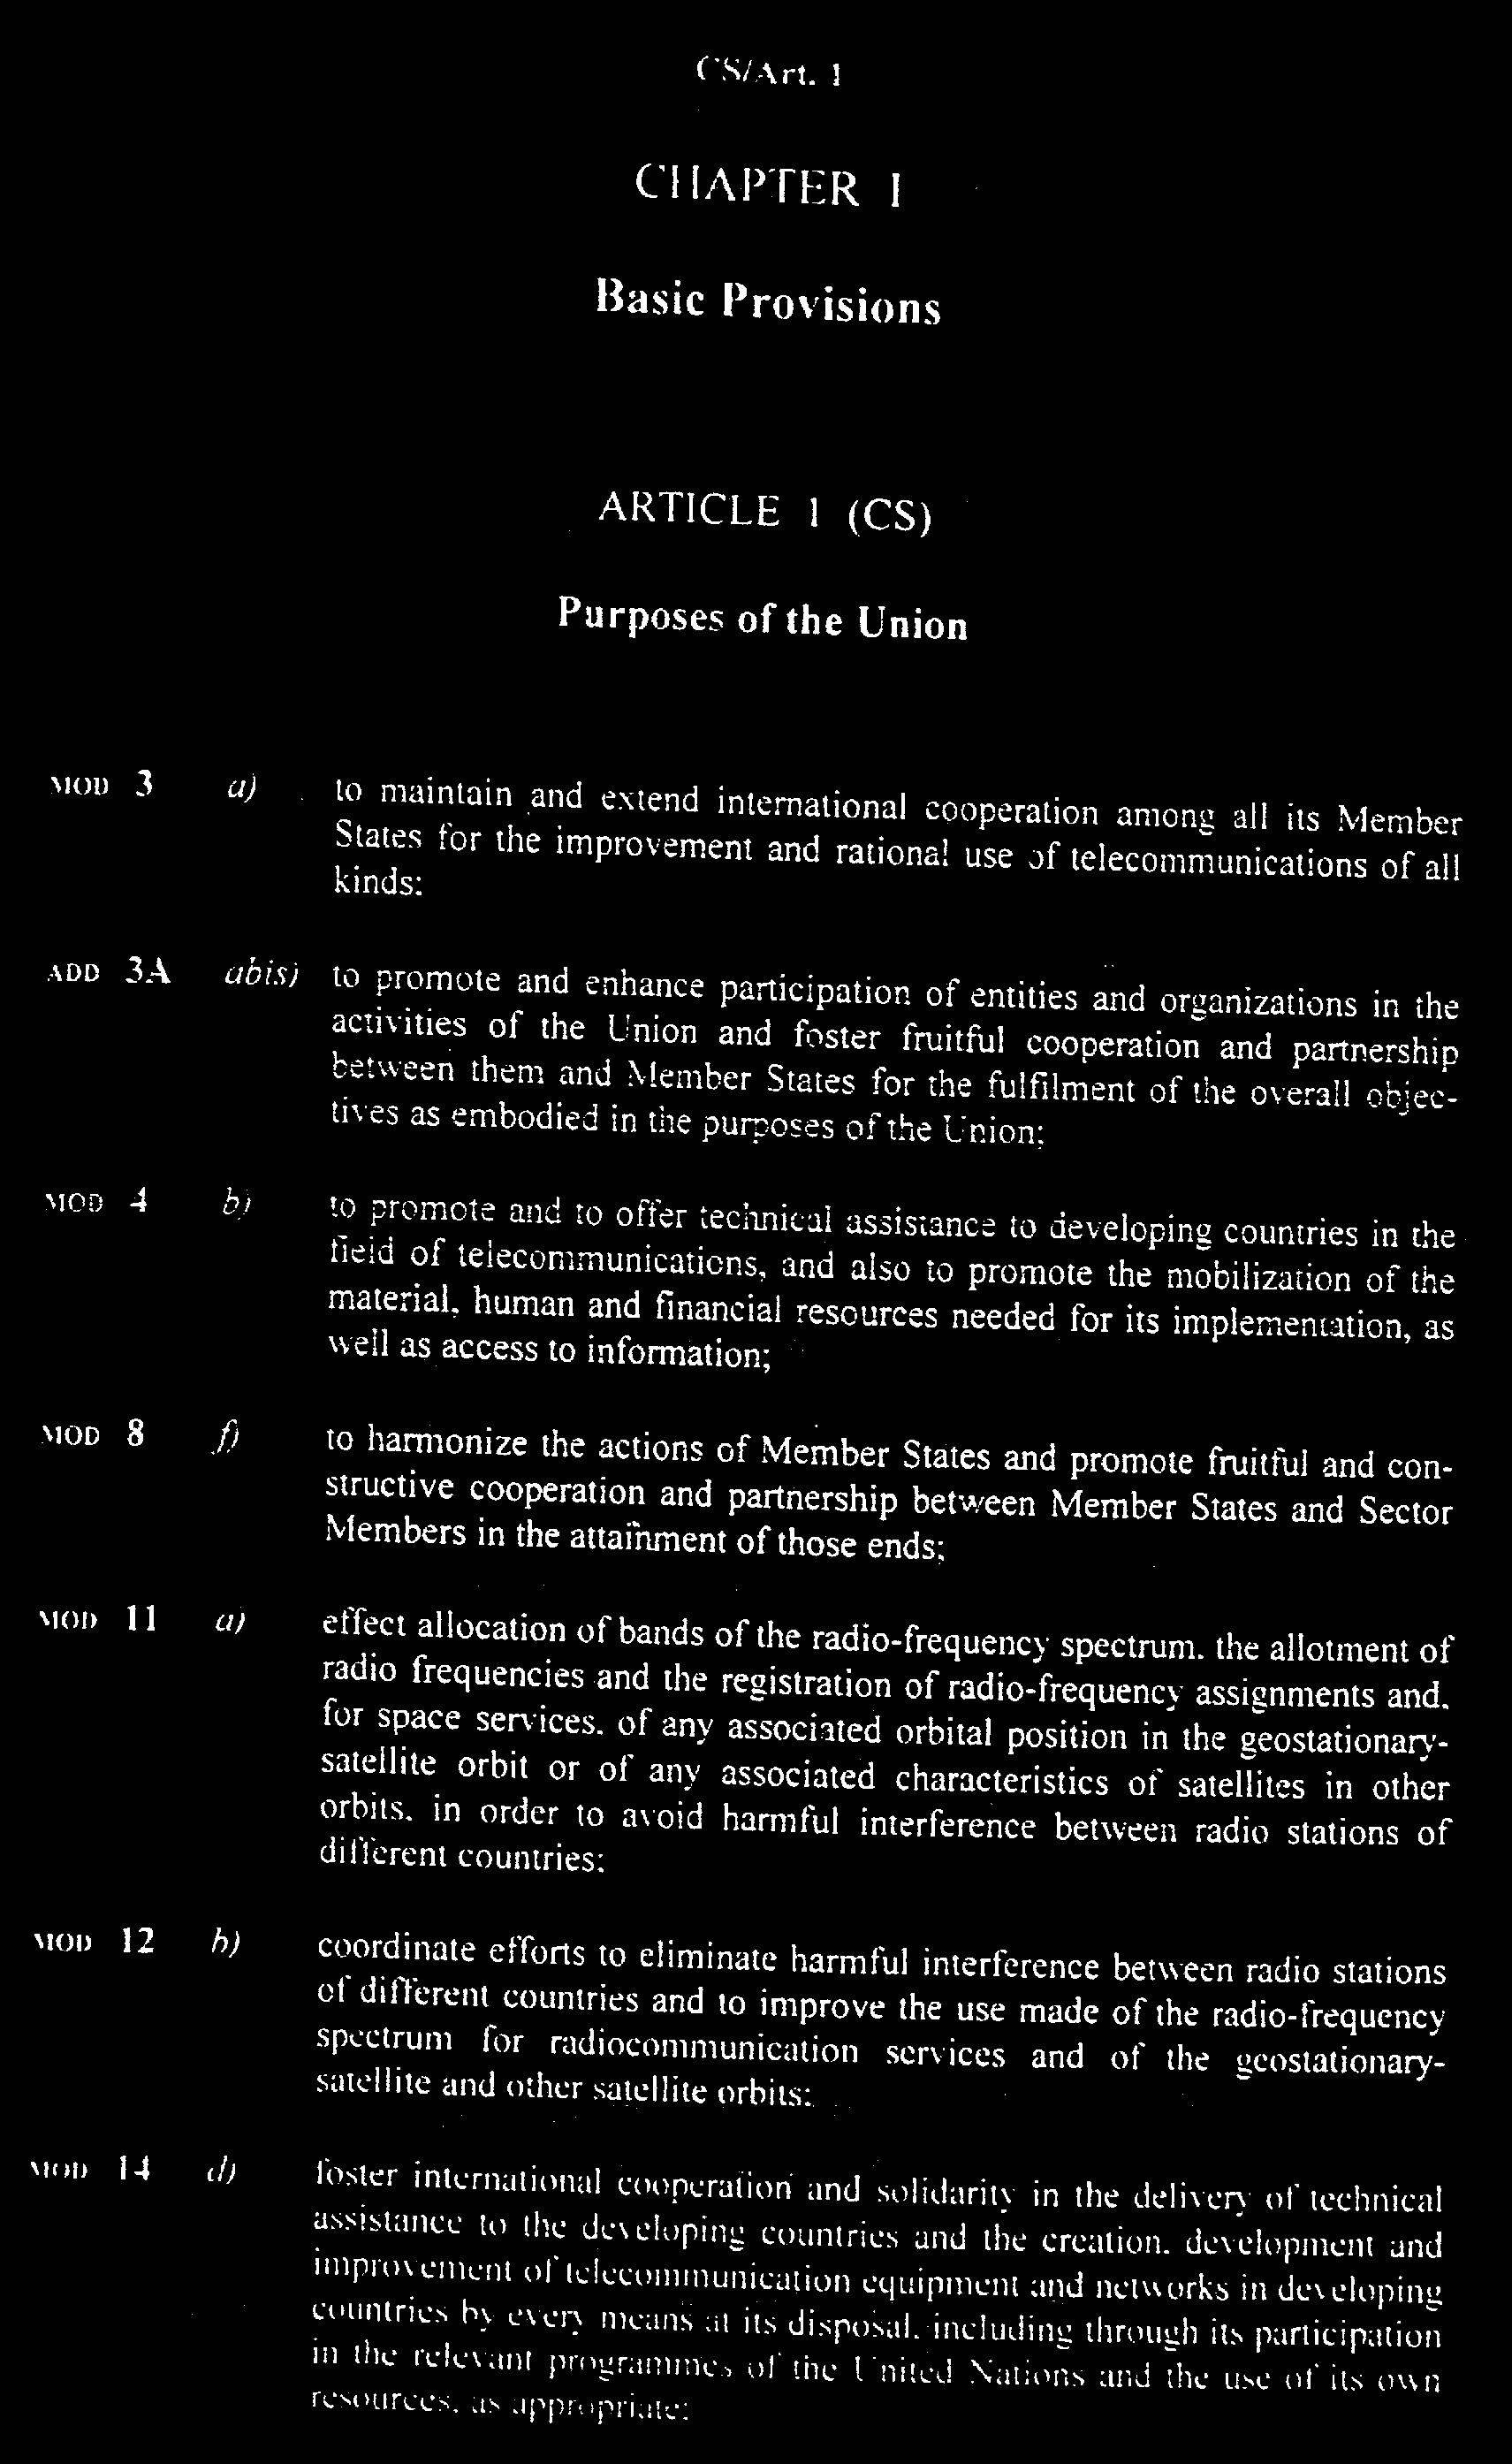 CS/Art. 1
CHAPTER I
Basic Provisions
ARTICLE 1 (CS)
Purposes of the Union
MOD 3 a) to maintain and extend international cooperation among all its Member
States for the improvement and rational use of telecommunications of all
kinds;
ADD 3A abis) to promote and enhance participation of entities and organizations in the
activities of the Union and foster fruitful cooperation and partnership
between them and Member States for the fulfilment of the overall objec-
tives as embodied in the purposes of the Union;
MOD 4 b) to promote and to offer technical assistance to developing countries in the
field of telecommunications, and also to promote the mobilization of the
material, human and financial resources needed for its implementation, as
well as access to information;
MOD 8 f) to harmonize the actions of Member States and promote fruitful and con-
structive cooperation and partnership between Member States and Sector
Members in the attainment of those ends;
MOD 11 a) effect allocation of bands of the radio-frequency spectrum, the allotment of
radio frequencies and the registration of radio-frequency assignments and,
for space services, of any associated orbital position in the geostationary-
satellite orbit or of any associated characteristics of satellites in other
orbits, in order to avoid harmful interference between radio stations of
different countries;
MOD 12 b) coordinate efforts to eliminate harmful interference between radio stations
of different countries and to improve the use made of the radio-frequency
spectrum for radiocommunication services and of the geostationary-
satellite and other satellite orbits;
MOD 14 d) foster international cooperation and solidarity in the delivery of technical
assistance to the developing countries and the creation, development and
improvement of telecommunication equipment and networks in developing
countries by every means at its disposal, including through its participation
in the relevant programmes of the United Nations and the use of its own
resources, as appropriate;